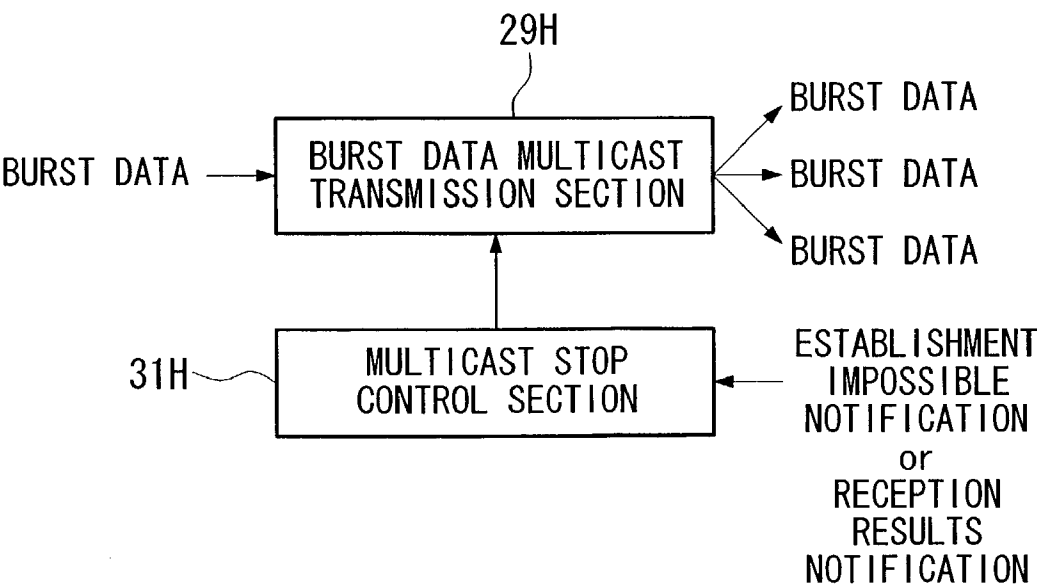 29H
BURST DATA
BURST DATA MULTICAST
TRANSMISSION SECTION
BURST DATA
BURST DATA
BURST DATA
31H
MULTICAST STOP
CONTROL SECTION
ESTABLISHMENT
IMPOSSIBLE
NOTIFICATION
or
RECEPTION
RESULTS
NOTIFICATION